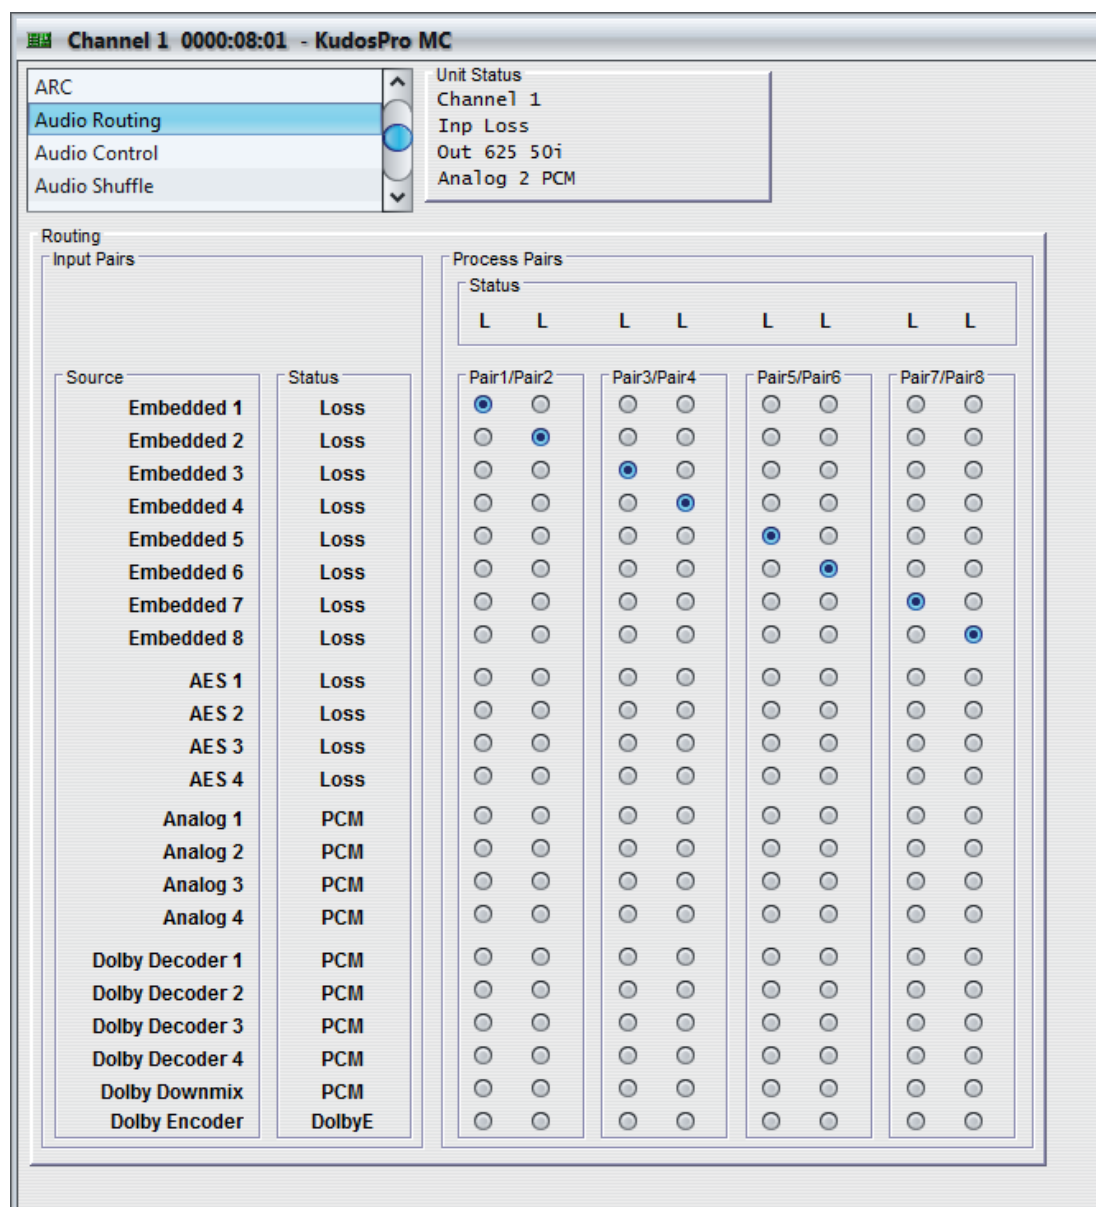 Channel 1 0000:08:01 - KudosPro MC
ARC
Audio Routing
Audio Control
Audio Shuffle
Unit Status
Channel 1
Inp Loss
Out 625 50i
Analog 2 PCM
Routing
Input Pairs
Process Pairs
Status
L L L L L L L L
Source Status Pair1/Pair2 Pair3/Pair4 Pair5/Pair6 Pair7/Pair8
Embedded 1 Loss
Embedded 2 Loss
Embedded 3 Loss
Embedded 4 Loss
Embedded 5 Loss
Embedded 6 Loss
Embedded 7 Loss
Embedded 8 Loss
AES 1 Loss
AES 2 Loss
AES 3 Loss
AES 4 Loss
Analog 1 PCM
Analog 2 PCM
Analog 3 PCM
Analog 4 PCM
Dolby Decoder 1 PCM
Dolby Decoder 2 PCM
Dolby Decoder 3 PCM
Dolby Decoder 4 PCM
Dolby Downmix PCM
Dolby Encoder DolbyE